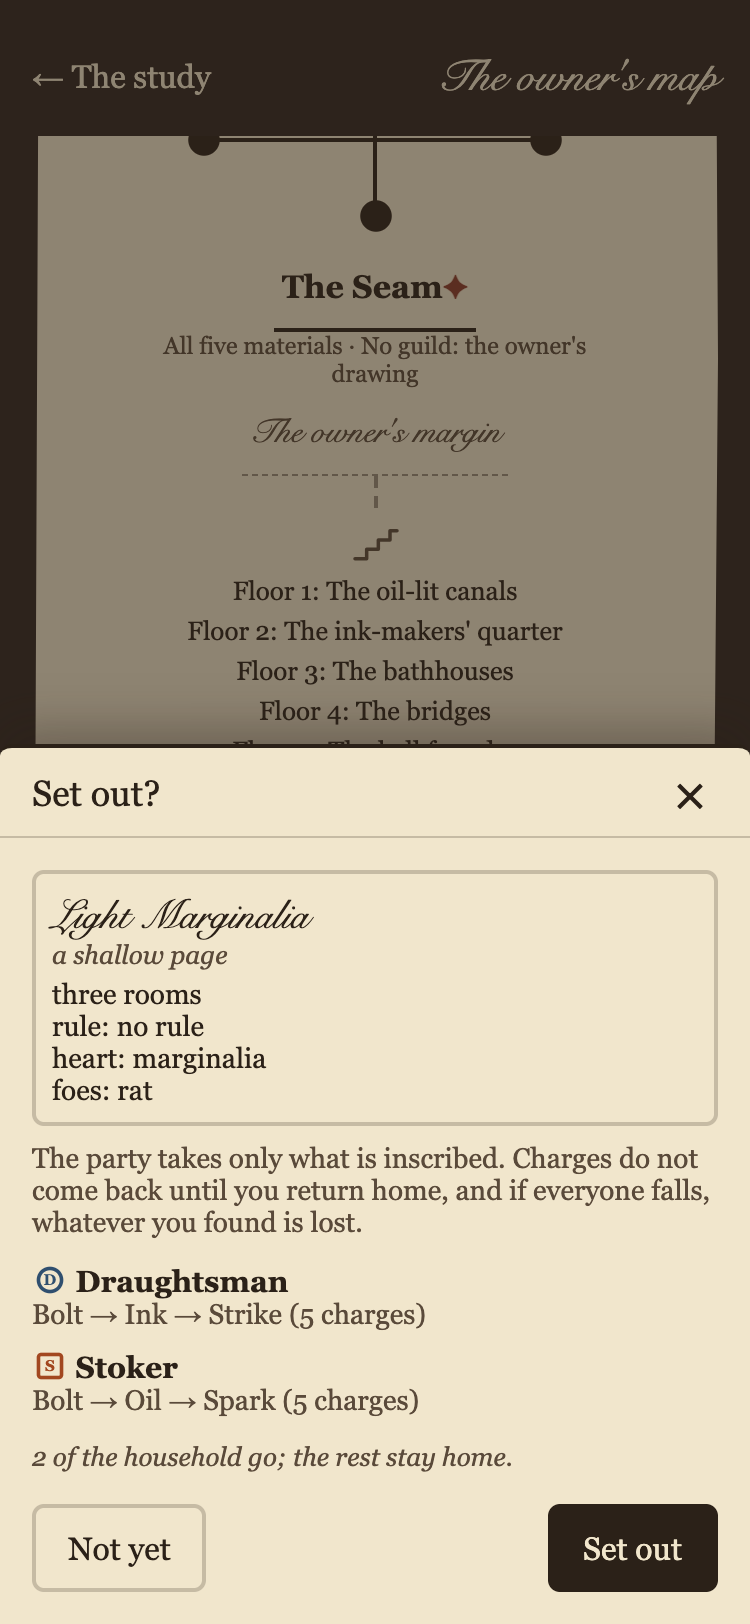 ← The study
The owner's map
The Seam
All five materials · No guild: the owner's
drawing
The owner's margin
Floor 1: The oil-lit canals
Floor 2: The ink-makers' quarter
Floor 3: The bathhouses
Floor 4: The bridges
Set out?
Light Marginalia
a shallow page
three rooms
rule: no rule
heart: marginalia
foes: rat
The party takes only what is inscribed. Charges do not
come back until you return home, and if everyone falls,
whatever you found is lost.
D Draughtsman
Bolt → Ink → Strike (5 charges)
S Stoker
Bolt → Oil → Spark (5 charges)
2 of the household go; the rest stay home.
Not yet
Set out